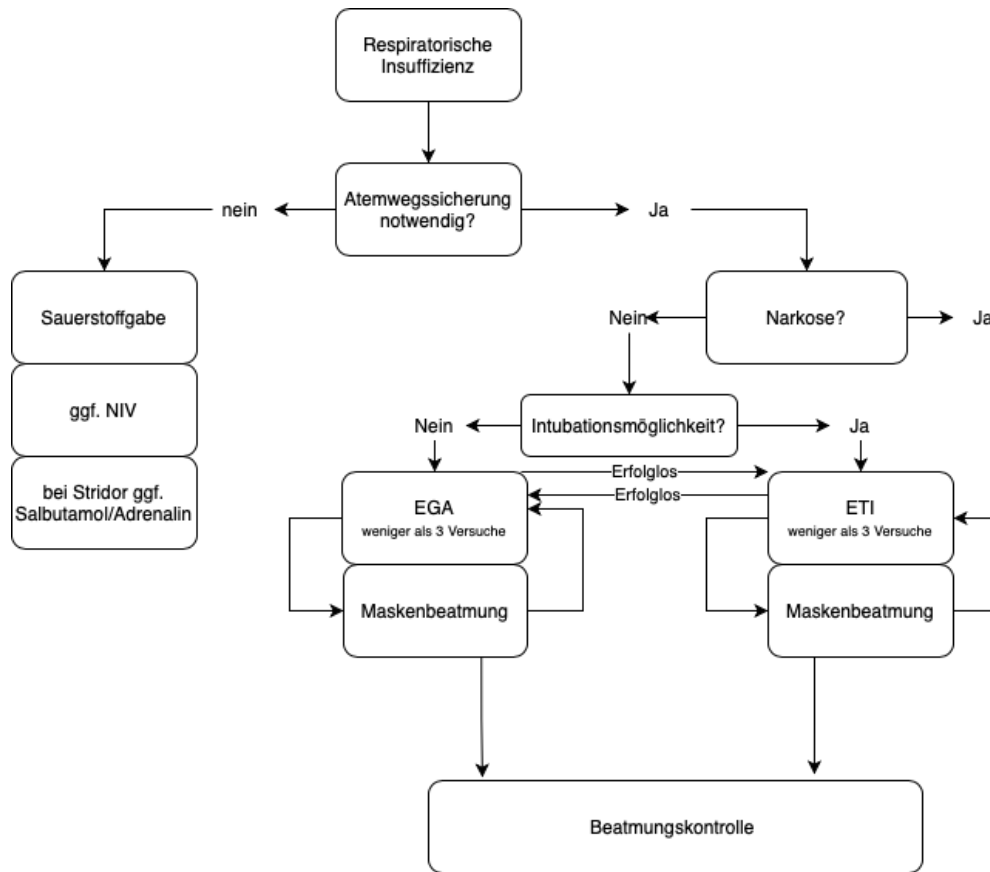 Respiratorische
Insuffizienz
Atemwegssicherung
notwendig?
nein
Ja
Sauerstoffgabe
ggf. NIV
bei Stridor ggf.
Salbutamol/Adrenalin
Narkose?
Nein
Ja
Intubationsmöglichkeit?
Nein
Ja
Erfolglos
Erfolglos
EGA
weniger als 3 Versuche
Maskenbeatmung
ETI
weniger als 3 Versuche
Maskenbeatmung
Beatmungskontrolle